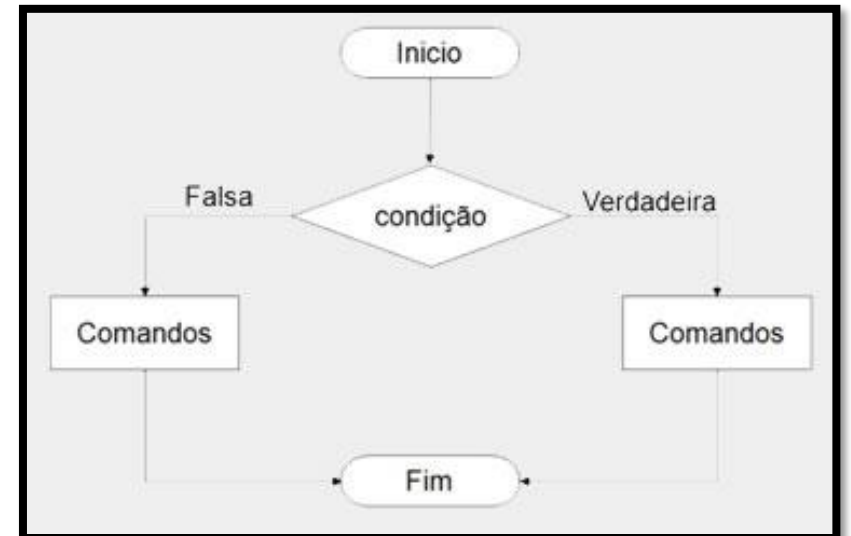 Inicio
Falsa
condição
Verdadeira
Comandos
Comandos
Fim